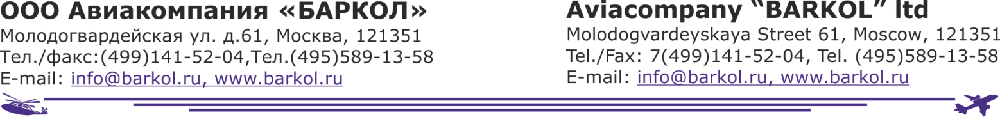 ООО Авиакомпания «БАРКОЛ»
Молодогвардейская ул. д.61, Москва, 121351
Тел./факс:(499)141-52-04,Тел.(495)589-13-58
E-mail: info@barkol.ru, www.barkol.ru
Aviacompany “BARKOL” ltd
Molodogvardeyskaya Street 61, Moscow, 121351
Tel./Fax: 7(499)141-52-04, Tel. (495)589-13-58
E-mail: info@barkol.ru, www.barkol.ru